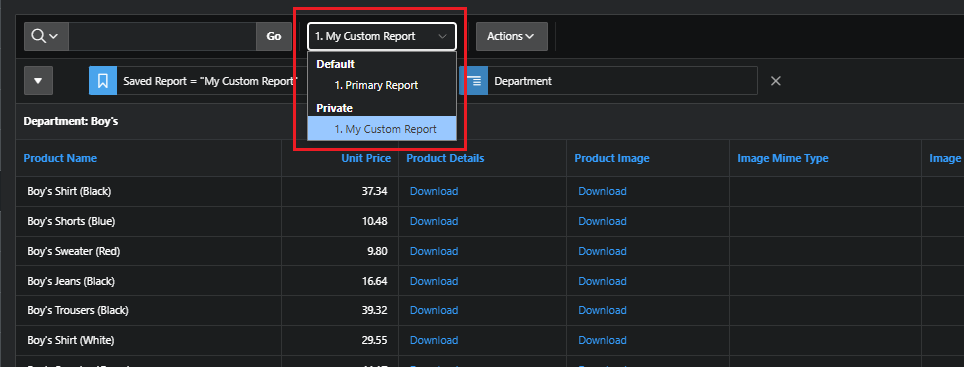 Go 1. My Custom Report Actions
Default
1. Primary Report
Private
1. My Custom Report
Saved Report = "My Custom Report" Department
Department: Boy's
Product Name Unit Price Product Details Product Image Image Mime Type Image
Boy's Shirt (Black) 37.34 Download Download
Boy's Shorts (Blue) 10.48 Download Download
Boy's Sweater (Red) 9.80 Download Download
Boy's Jeans (Black) 16.64 Download Download
Boy's Trousers (Black) 39.32 Download Download
Boy's Shirt (White) 29.55 Download Download